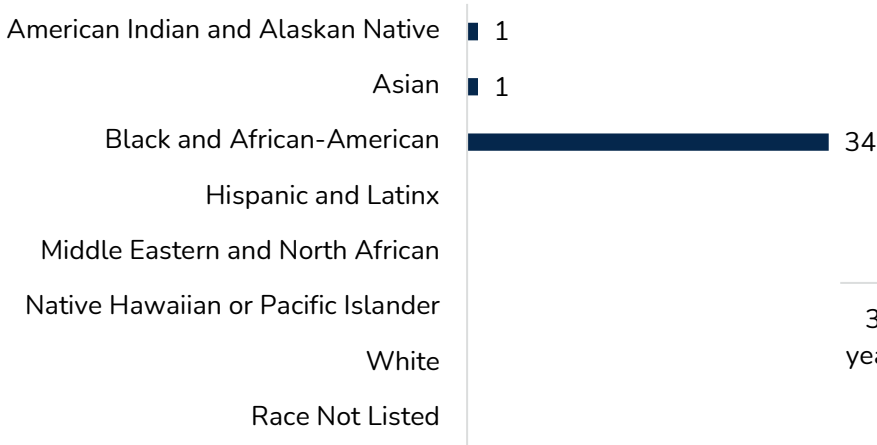 American Indian and Alaskan Native 1
Asian 1
Black and African-American 34
Hispanic and Latinx
Middle Eastern and North African
Native Hawaiian or Pacific Islander
3
White
Race Not Listed